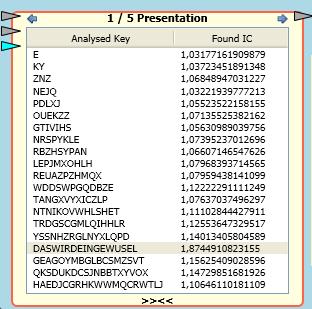 1 / 5 Presentation
Analysed Key Found IC
E 1,03177161909879
KY 1,03723451891348
ZNZ 1,06848947031227
NEJQ 1,03221939777213
PDLXJ 1,05523522158155
OUEKZZ 1,07135525382162
GTIVIHS 1,05630989039756
NRSPYKLE 1,07395237012696
RBZHSYPAN 1,06607146547626
LEPJMXOHLH 1,07968393714565
REUAZPZHMQX 1,07959438141099
WDDSWPGQDBZE 1,12222291111249
TANGXVYXICZLP 1,07637037496297
NTNIKOVWHLSHET 1,11102844427911
TRDGSCGMLQIHHLR 1,12553647329517
YSSNHZRGLNYXLQPD 1,14013405804589
DASWIRDEINGEWUSEL 1,8744910823155
GEAGOYMBGLBCSMZSVT 1,15625409028596
QKSDUKDCSJNBBTXYVOX 1,14729851681926
HAEDJCGRHKWWMQCRWTLJ 1,10646110181109
>><<